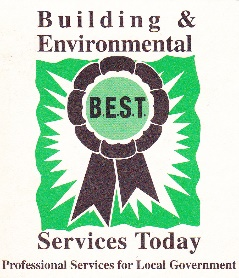 Building &
Environmental
B.E.S.T.
Services Today
Professional Services for Local Government